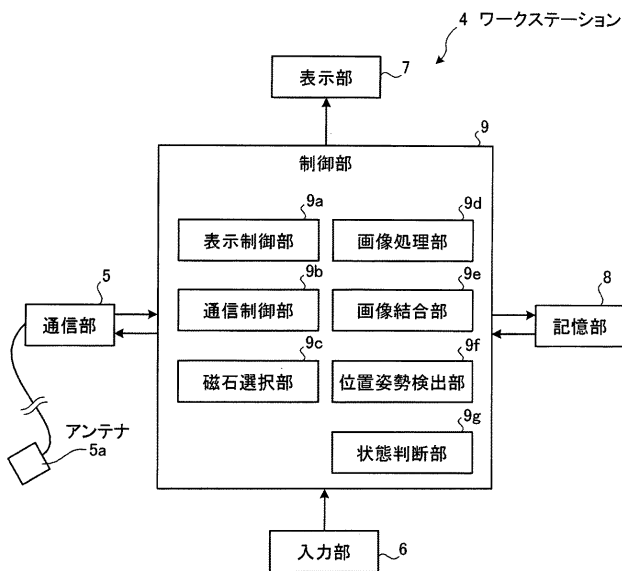 4 ワークステーション
表示部
7
9
制御部
9a
表示制御部
9d
画像処理部
9b
通信制御部
9e
画像結合部
9c
磁石選択部
9f
位置姿勢検出部
9g
状態判断部
5
通信部
8
記憶部
アンテナ
5a
入力部
6